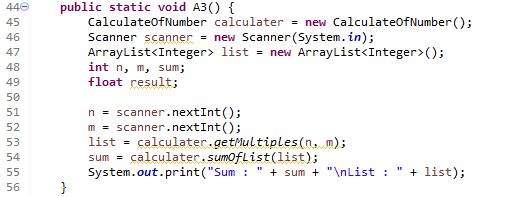 44 public static void A3() {
45 CalculateOfNumber calculater = new CalculateOfNumber();
46 Scanner scanner = new Scanner(System.in);
47 ArrayList<Integer> list = new ArrayList<Integer>();
48 int n, m, sum;
49 float result;
50
51 n = scanner.nextInt();
52 m = scanner.nextInt();
53 list = calculater.getMultiples(n, m);
54 sum = calculater.sumOfList(list);
55 System.out.print("Sum : " + sum + "\nList : " + list);
56 }